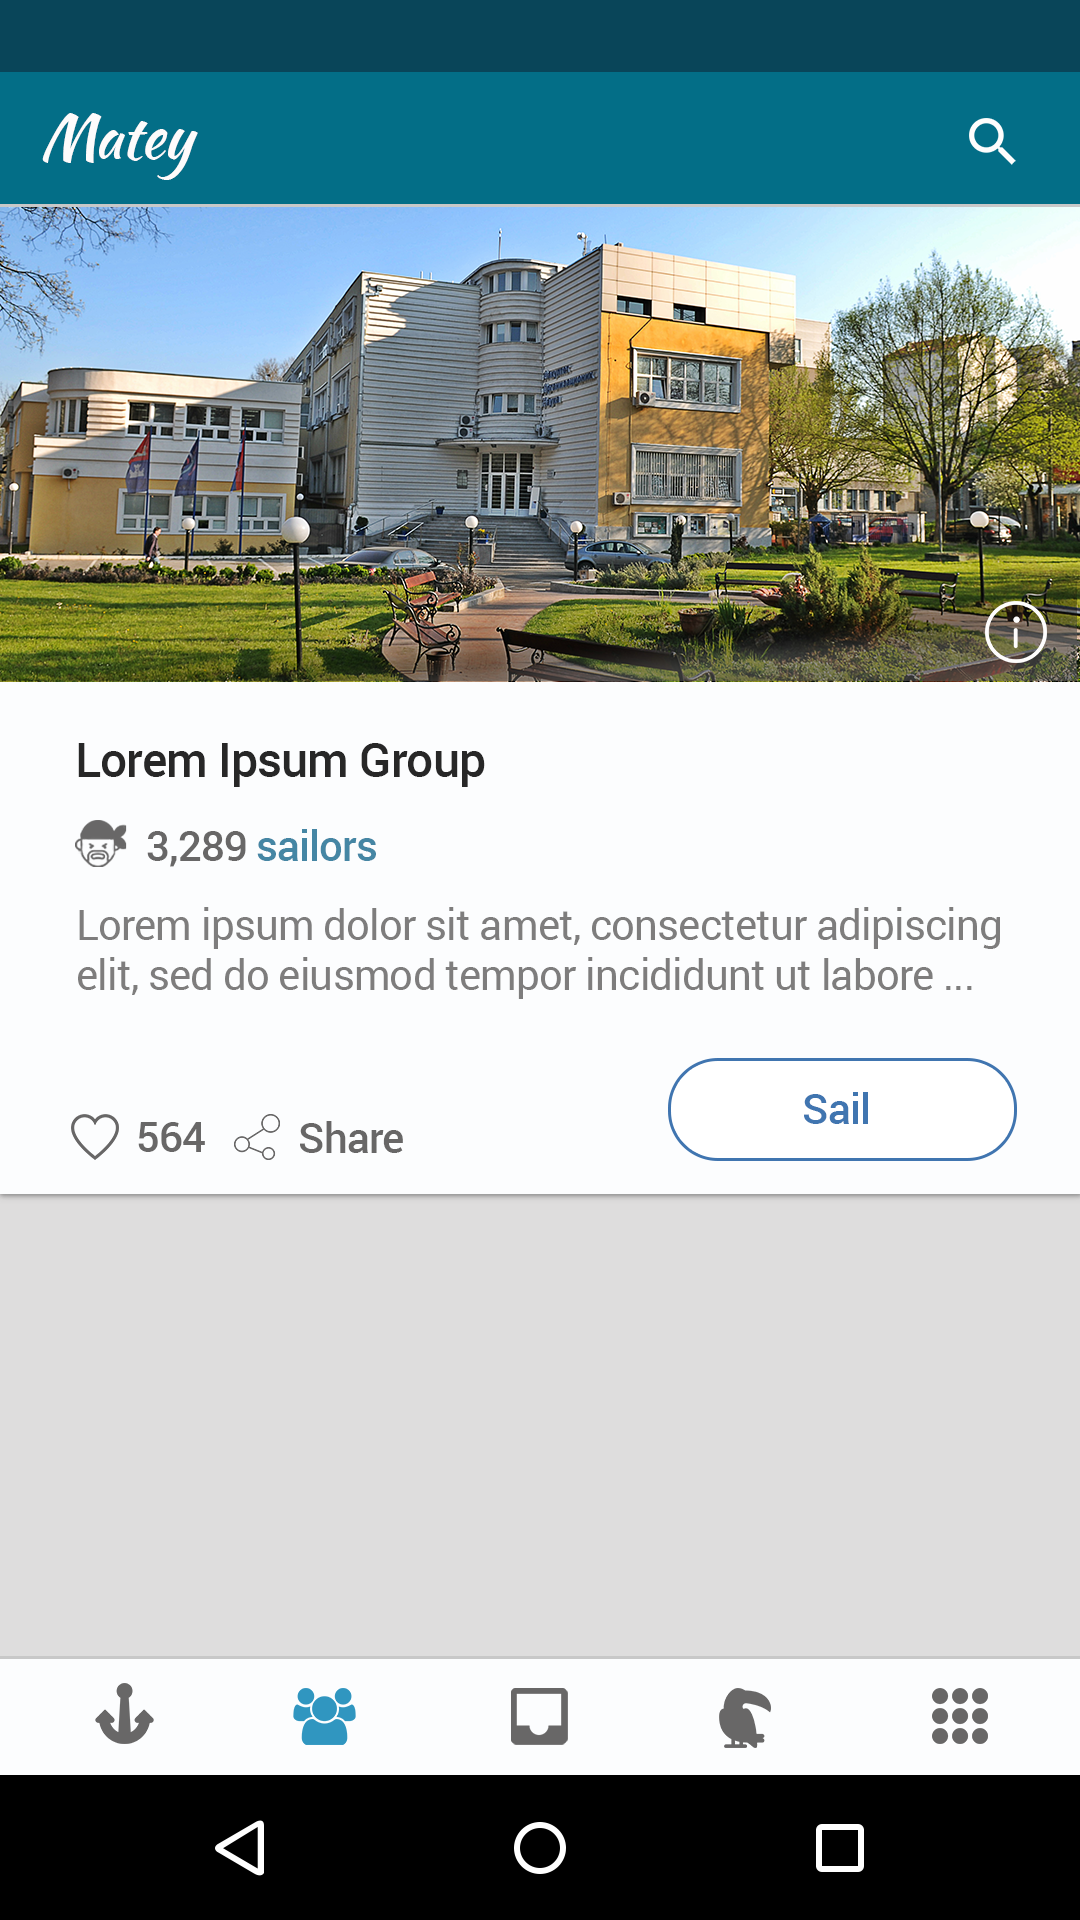 Matey
Lorem Ipsum Group
3,289 sailors
Lorem ipsum dolor sit amet, consectetur adipiscing
elit, sed do eiusmod tempor incididunt ut labore ...
564 Share
Sail